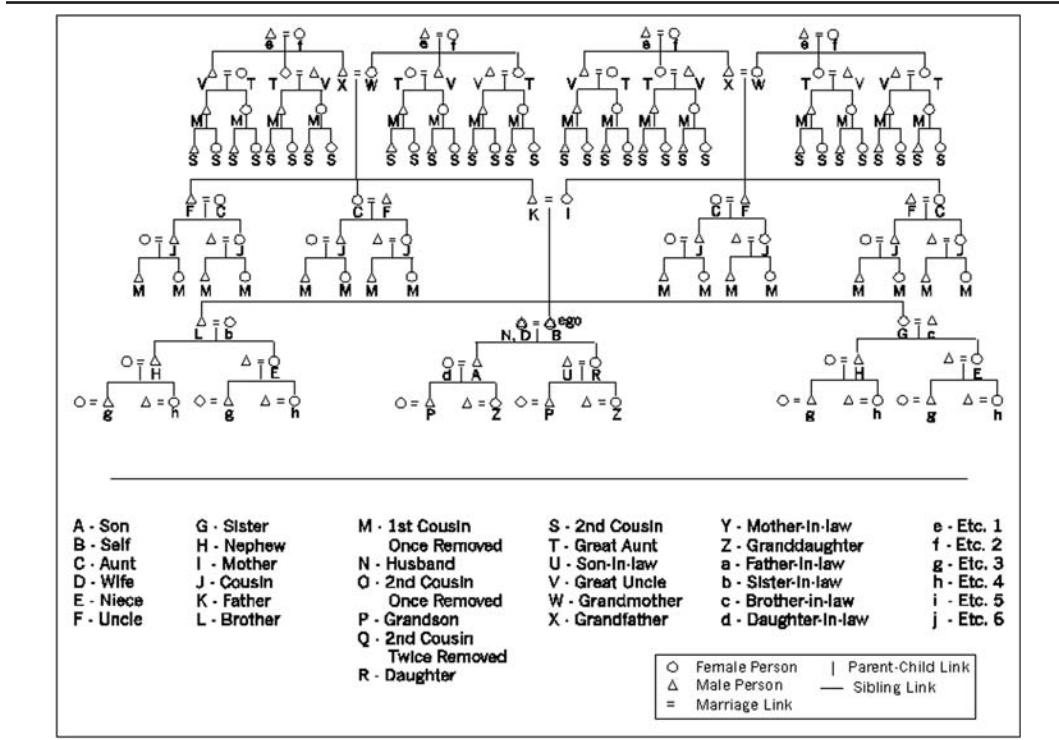 e = f e = f e = f e = f
V = T T = V X = W T = V V = T V = T T = V X = W T = V V = T
M M M M M M M M M M M M
S S S S S S S S S S S S S S S S S S S S S S S S
F = C C = F K = I C = F F = C
= J = J = J = J = J = J = J = J
M M M M M M M M M M M M M M M M
L = b N, D = B ego G = c
= H = E d = A U = R = H = E
= g = h = g = h = P = Z = P = Z = g = h = g = h
A - Son G - Sister M - 1st Cousin S - 2nd Cousin Y - Mother-in-law e - Etc. 1
B - Self H - Nephew Once Removed T - Great Aunt Z - Granddaughter f - Etc. 2
C - Aunt I - Mother N - Husband U - Son-in-law a - Father-in-law g - Etc. 3
D - Wife J - Cousin O - 2nd Cousin V - Great Uncle b - Sister-in-law h - Etc. 4
E - Niece K - Father Once Removed W - Grandmother c - Brother-in-law i - Etc. 5
F - Uncle L - Brother P - Grandson X - Grandfather d - Daughter-in-law j - Etc. 6
Q - 2nd Cousin
Twice Removed
R - Daughter
Female Person | Parent-Child Link
Male Person — Sibling Link
= Marriage Link